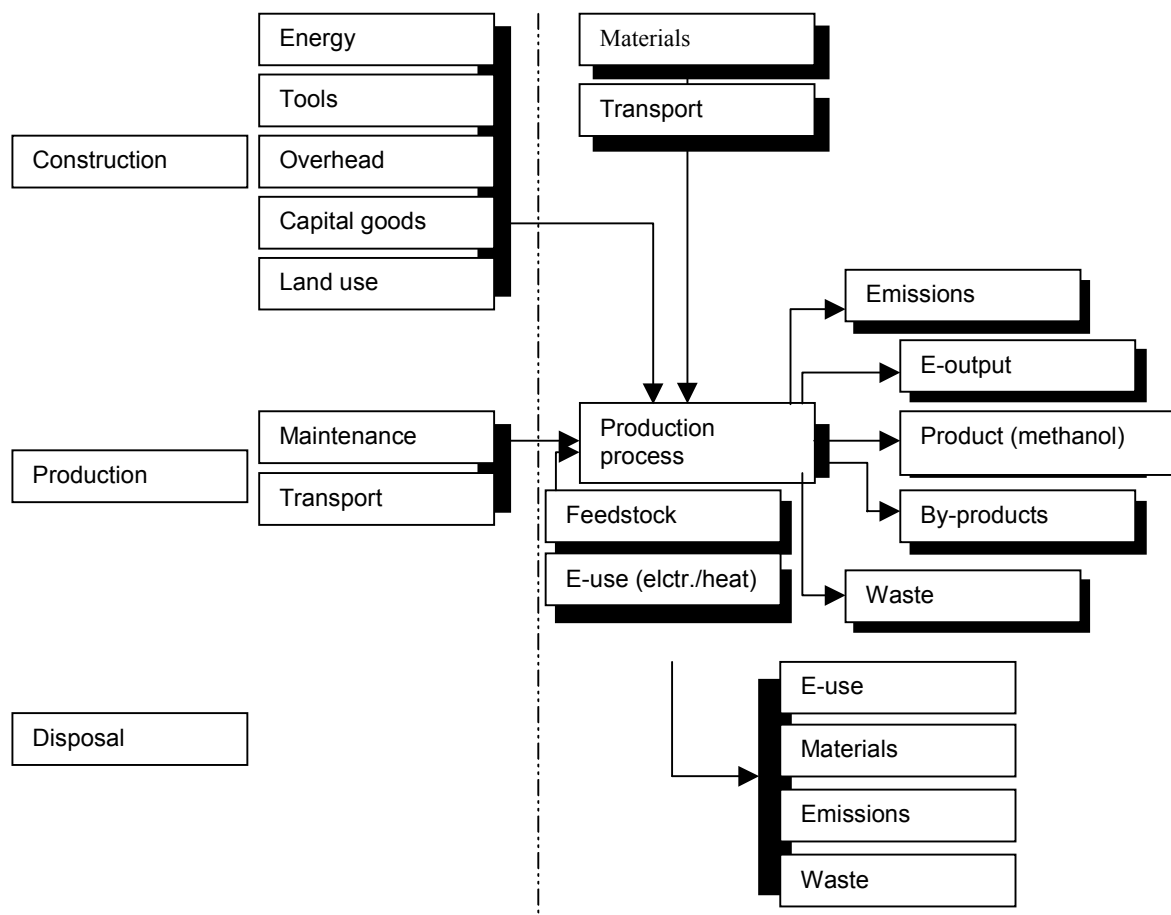 Energy
Tools
Construction
Overhead
Capital goods
Land use
Materials
Transport
Emissions
E-output
Production
Maintenance
Transport
Production
process
Product (methanol)
Feedstock
By-products
E-use (elctr./heat)
Waste
Disposal
E-use
Materials
Emissions
Waste